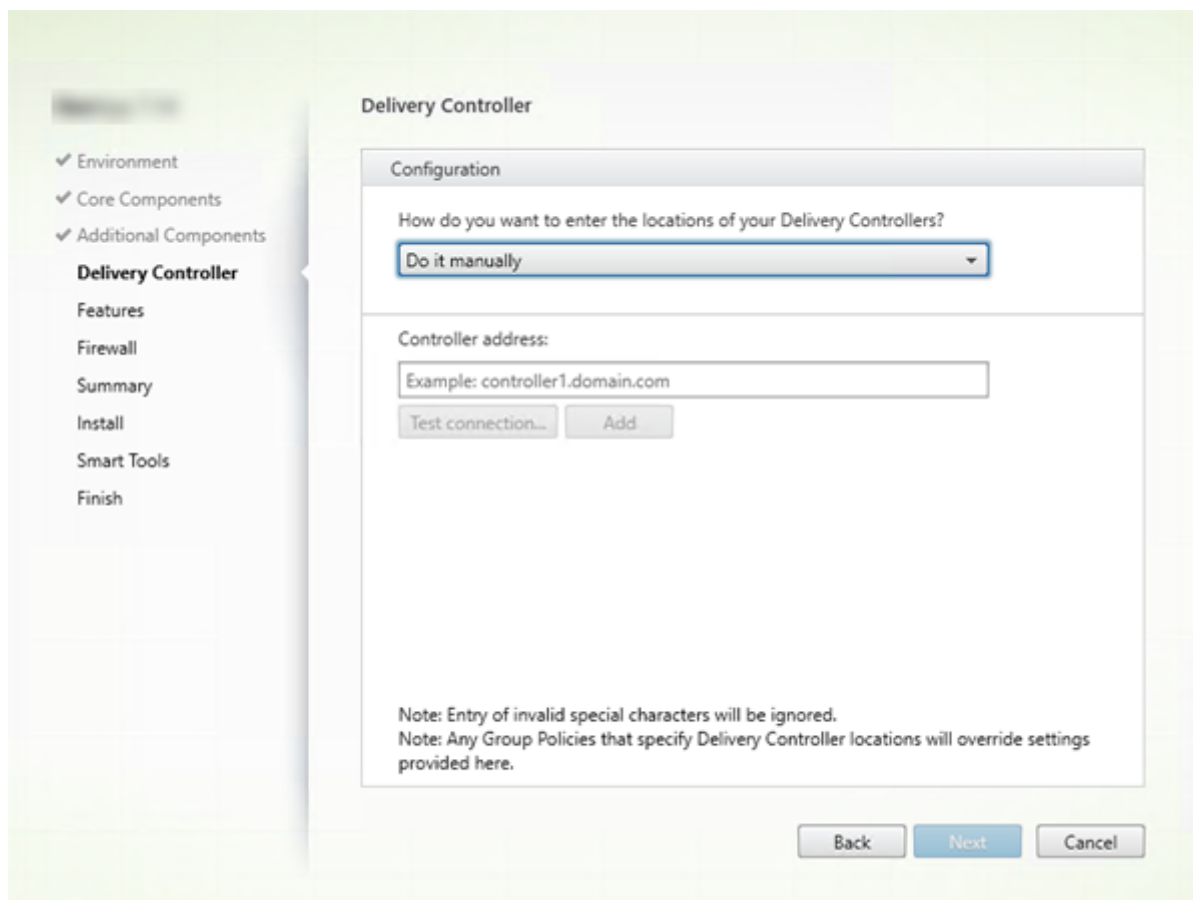 Delivery Controller
Environment
Core Components
Additional Components
Delivery Controller
Features
Firewall
Summary
Install
Smart Tools
Finish
Configuration
How do you want to enter the locations of your Delivery Controllers?
Do it manually
Controller address:
Example: controller1.domain.com
Test connection...
Add
Note: Entry of invalid special characters will be ignored.
Note: Any Group Policies that specify Delivery Controller locations will override settings
provided here.
Back
Next
Cancel